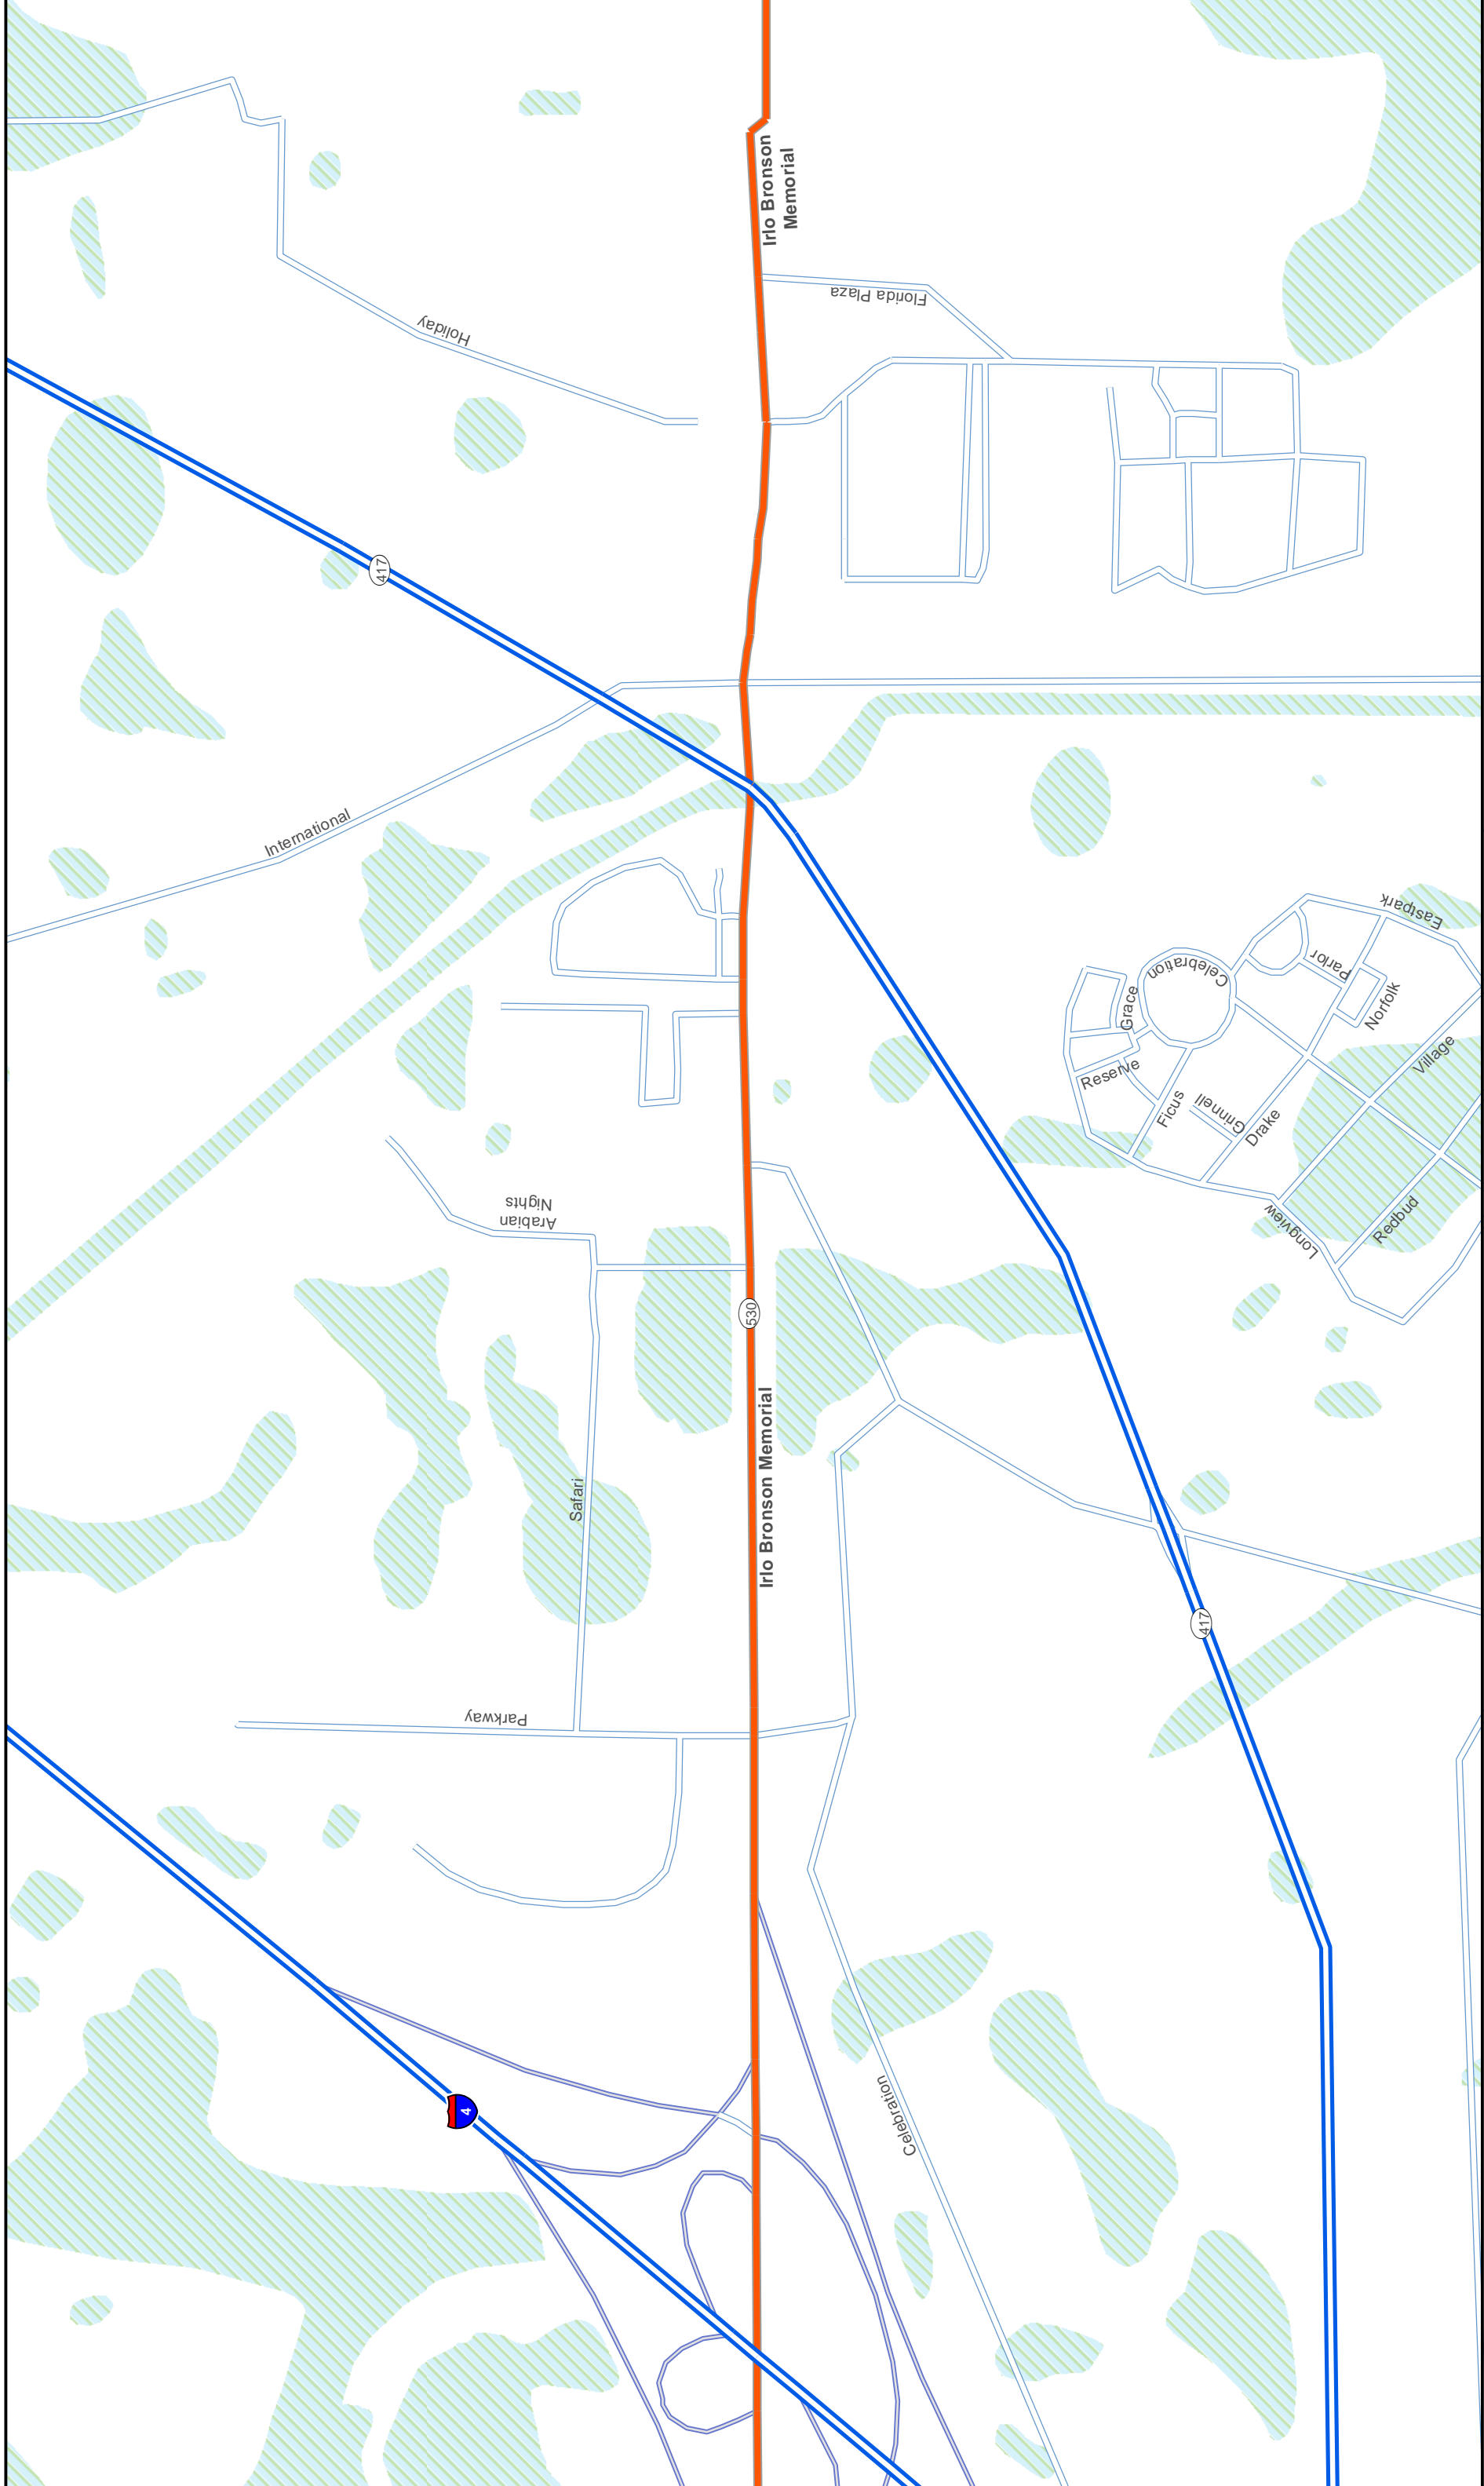 Irlo Bronson
Memorial
Florida Plaza
Holiday
417
International
Eastpark
Celebration
Parlor
Grace
Norfolk
Reserve
Village
Ficus
Grinnell
Drake
Arabian
Nights
Longview
Redbud
530
Irlo Bronson Memorial
Safari
417
Parkway
Celebration
4